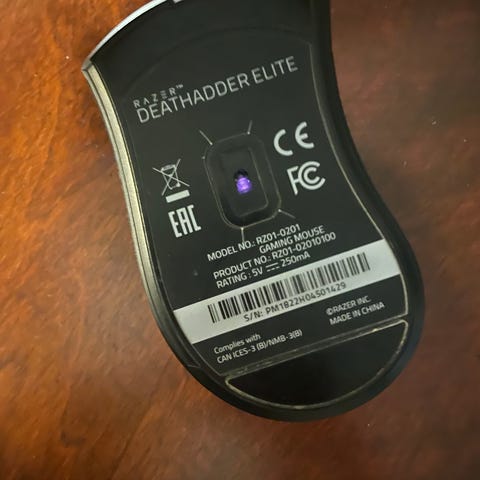 RAZER™
DEATHADDER ELITE
CE
FC
EAC
MODEL NO.: RZ01-0201
GAMING MOUSE
PRODUCT NO.: RZ01-02010100
RATING : 5V ⎓ 250mA
S/N: PM1822H04501429
Complies with
CAN ICES-3 (B)/NMB-3(B)
©RAZER INC.
MADE IN CHINA